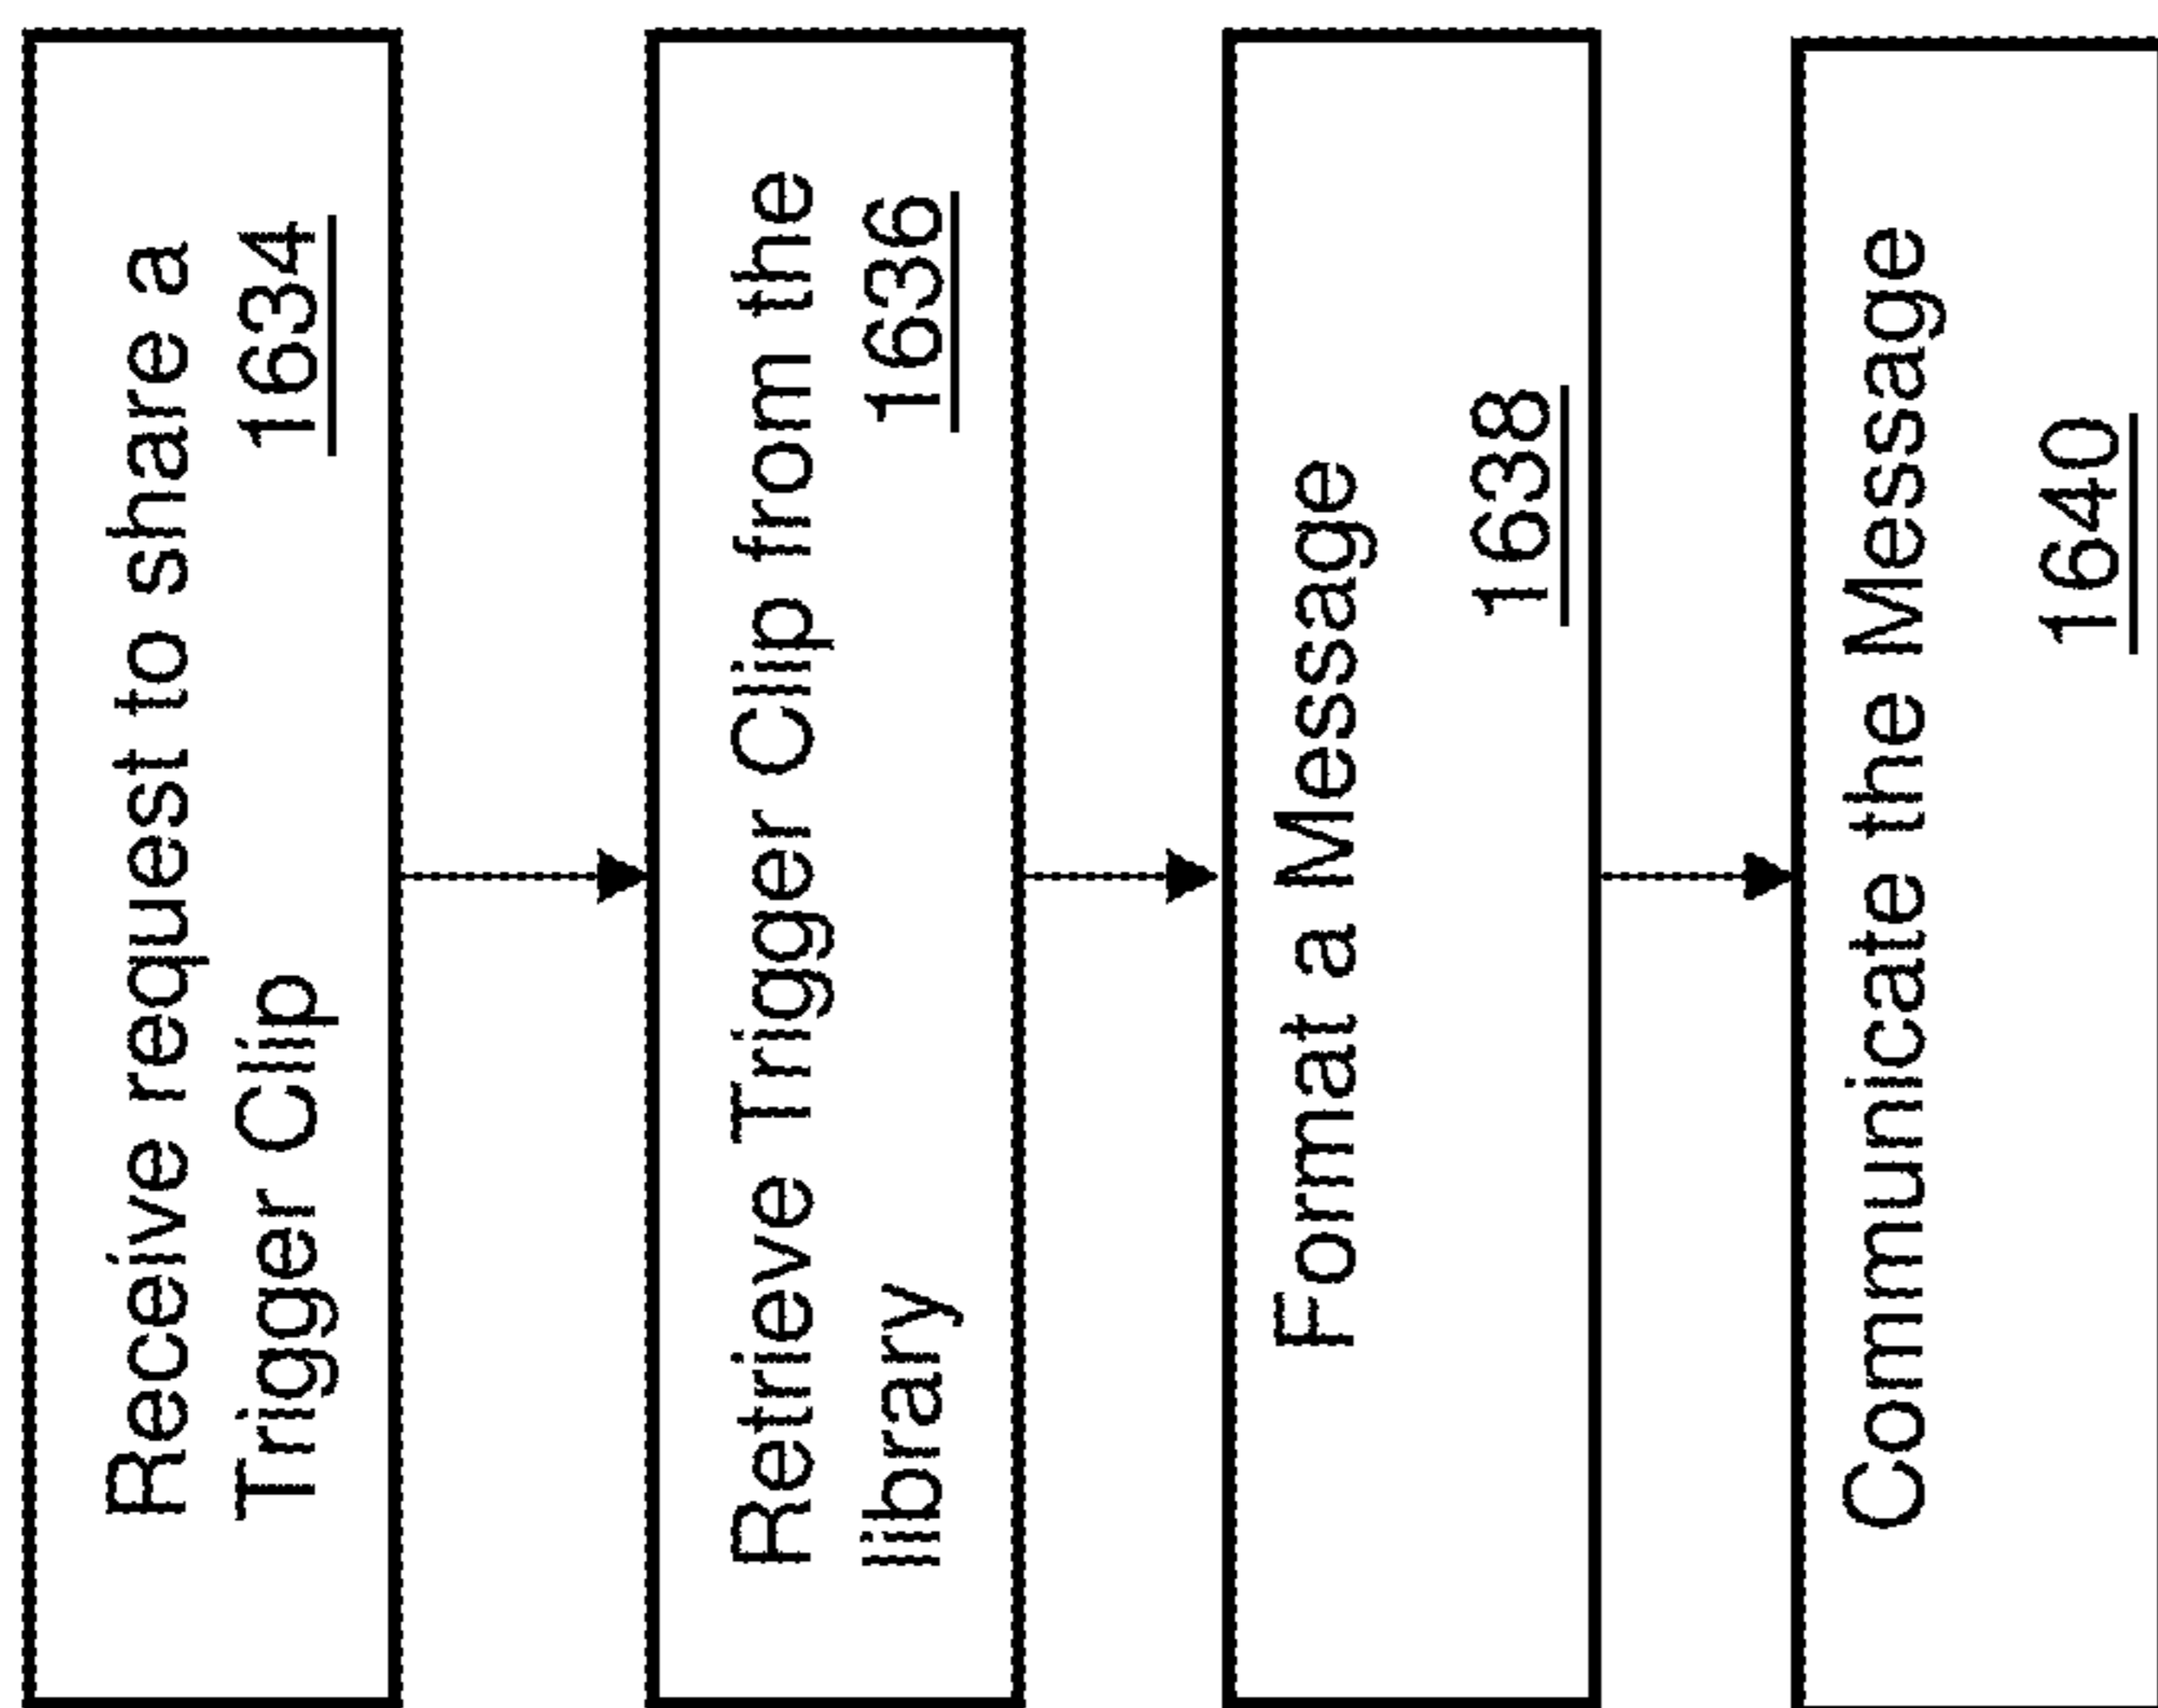 Receive request to share a
Trigger Clip
1634
Retrieve Trigger Clip from the
library
1636
Format a Message
1638
Communicate the Message
1640